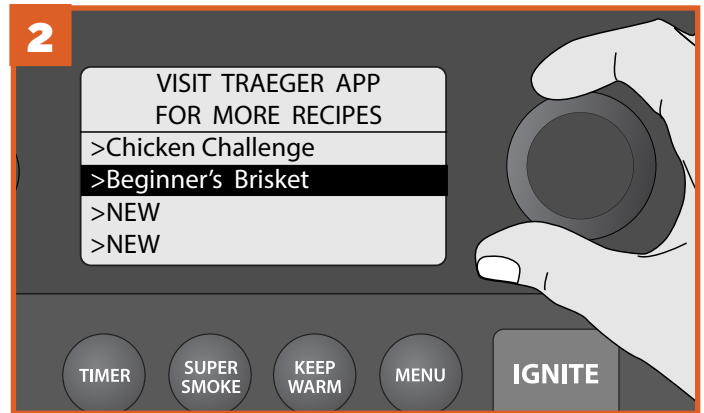 2
VISIT TRAEGER APP
FOR MORE RECIPES
>Chicken Challenge
>Beginner's Brisket
>NEW
>NEW
TIMER
SUPER
SMOKE
KEEP
WARM
MENU
IGNITE